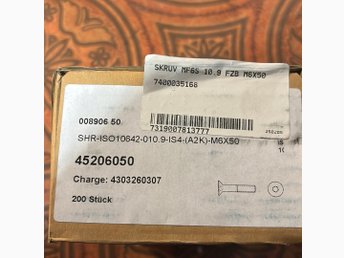 SKRUV MF6S 10.9 FZB M6X50
7400035168
7319007813777
008906 50
SHR-ISO10642-010.9-IS4-(A2K)-M6X50
45206050
Charge: 4303260307
200 Stück